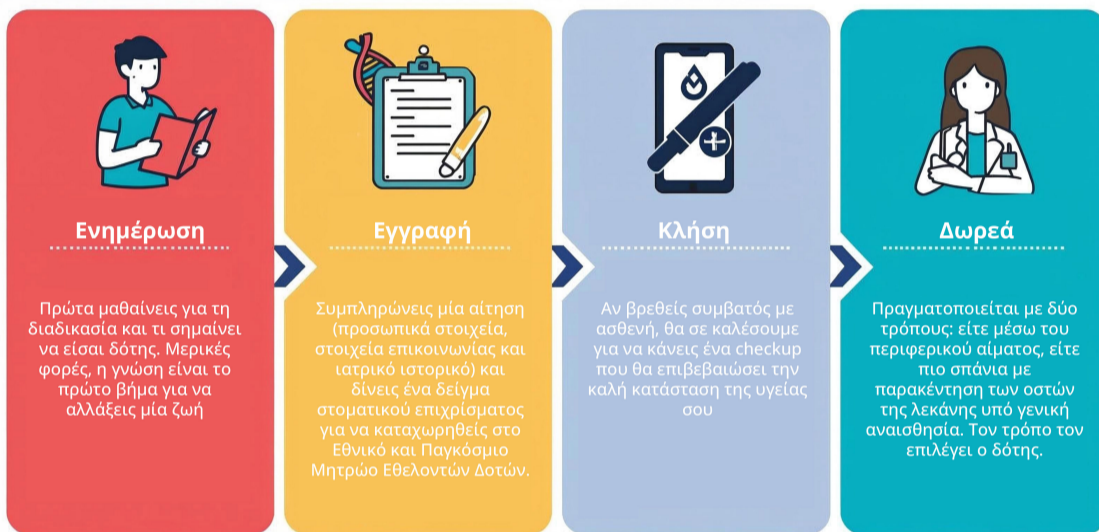 Ενημέρωση
Πρώτα μαθαίνεις για τη
διαδικασία και τι σημαίνει
να είσαι δότης. Μερικές
φορές, η γνώση είναι το
πρώτο βήμα για να
αλλάξεις μία ζωή
Εγγραφή
Συμπληρώνεις μία αίτηση
(προσωπικά στοιχεία,
στοιχεία επικοινωνίας και
ιατρικό ιστορικό) και
δίνεις ένα δείγμα
στοματικού επιχρίσματος
για να καταχωρηθείς στο
Εθνικό και Παγκόσμιο
Μητρώο Εθελοντών Δοτών.
Κλήση
Αν βρεθείς συμβατός με
ασθενή, θα σε καλέσουμε
για να κάνεις ένα checkup
που θα επιβεβαιώσει την
καλή κατάσταση της υγείας
σου
Δωρεά
Πραγματοποιείται με δύο
τρόπους: είτε μέσω του
περιφερικού αίματος, είτε
πιο σπάνια με
παρακέντηση των οστών
της λεκάνης υπό γενική
αναισθησία. Τον τρόπο τον
επιλέγει ο δότης.